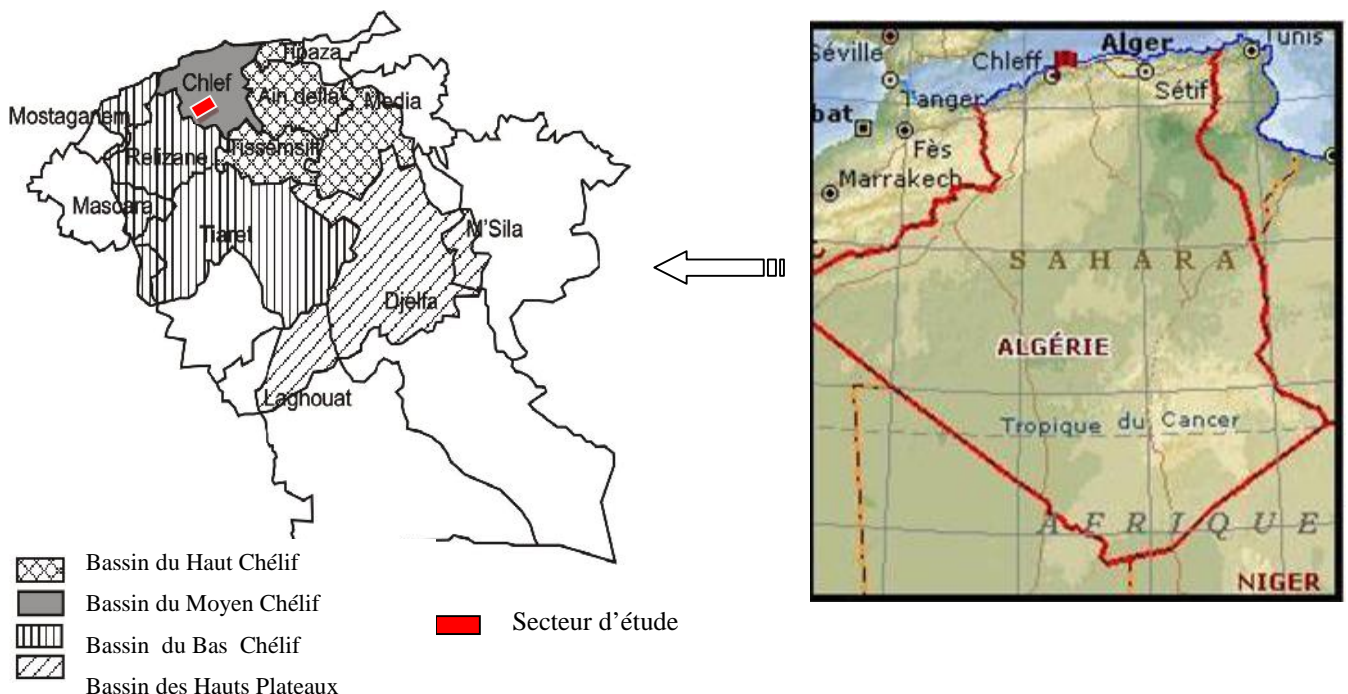 Tipaza
Chlef
Ain defla
Media
Mostaganem
Relizane
Tissemsilt
Mascara
Tiaret
M'Sila
Djelfa
Laghouat
Bassin du Haut Chélif
Bassin du Moyen Chélif
Bassin du Bas Chélif
Bassin des Hauts Plateaux
Secteur d'étude
Séville
Chleff
Alger
Tunis
Tanger
Sétif
bat
Fès
Marrakech
SAHARA
ALGÉRIE
Tropique du Cancer
AFRIQUE
NIGER